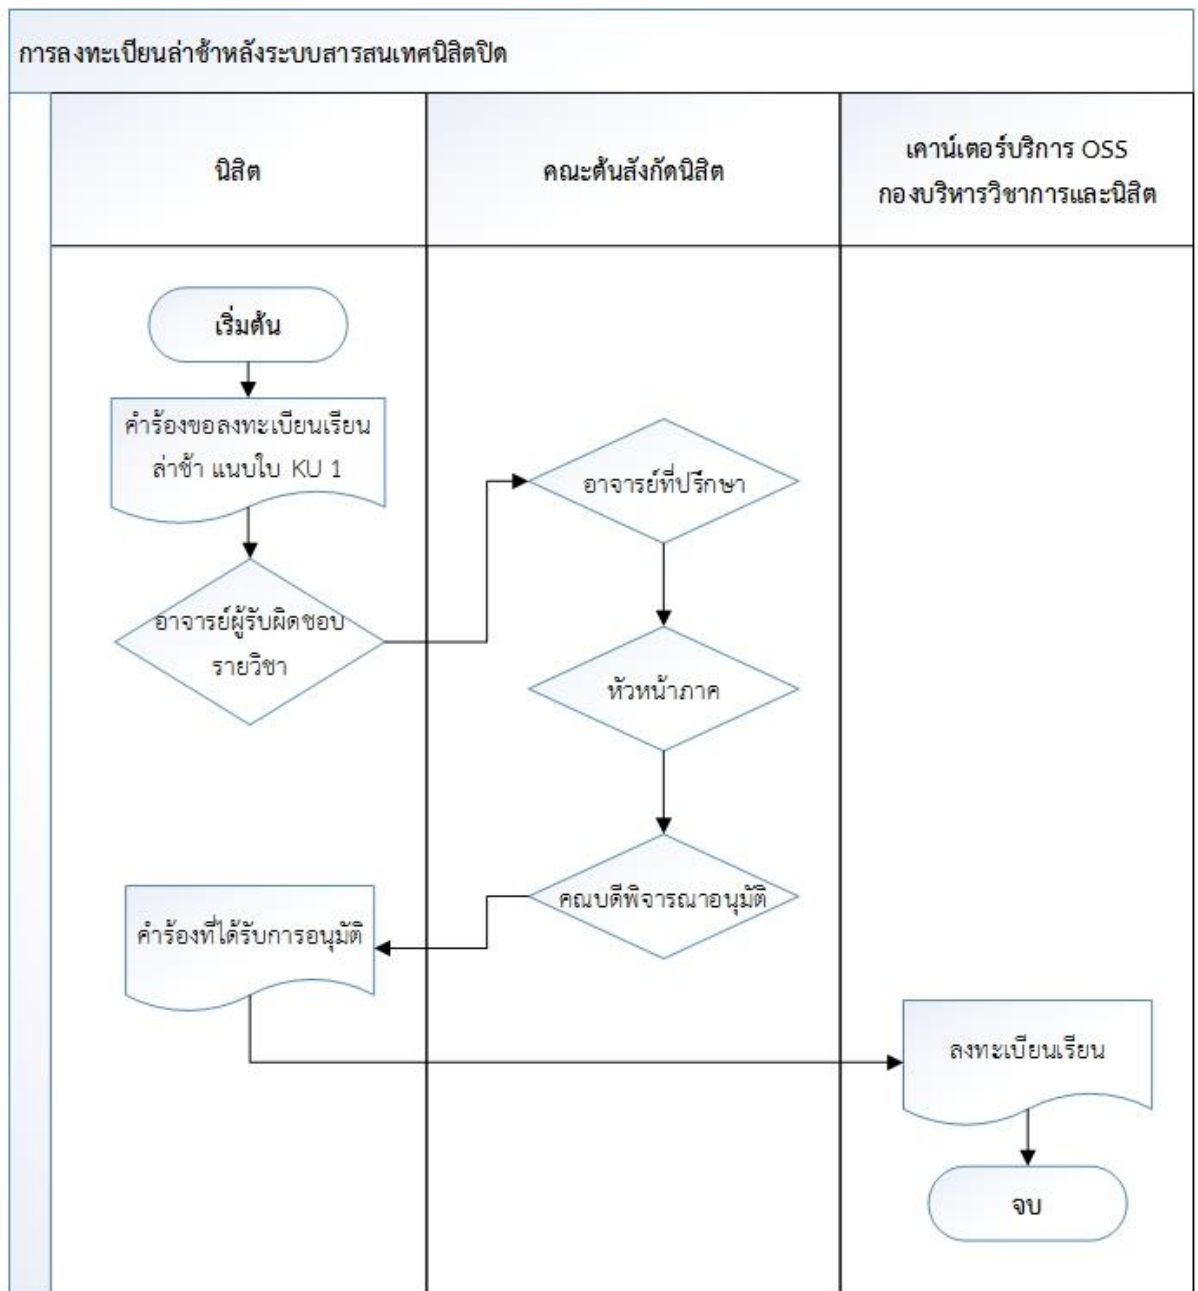 การลงทะเบียนล่าช้าหลังระบบสารสนเทศนิสิตปิด
นิสิต
คณะต้นสังกัดนิสิต
เคาน์เตอร์บริการ OSS
กองบริหารวิชาการและนิสิต
เริ่มต้น
คำร้องขอลงทะเบียนเรียน
ล่าช้า แนบใบ KU 1
อาจารย์ที่ปรึกษา
อาจารย์ผู้รับผิดชอบ
รายวิชา
หัวหน้าภาค
คณบดีพิจารณาอนุมัติ
คำร้องที่ได้รับการอนุมัติ
ลงทะเบียนเรียน
จบ